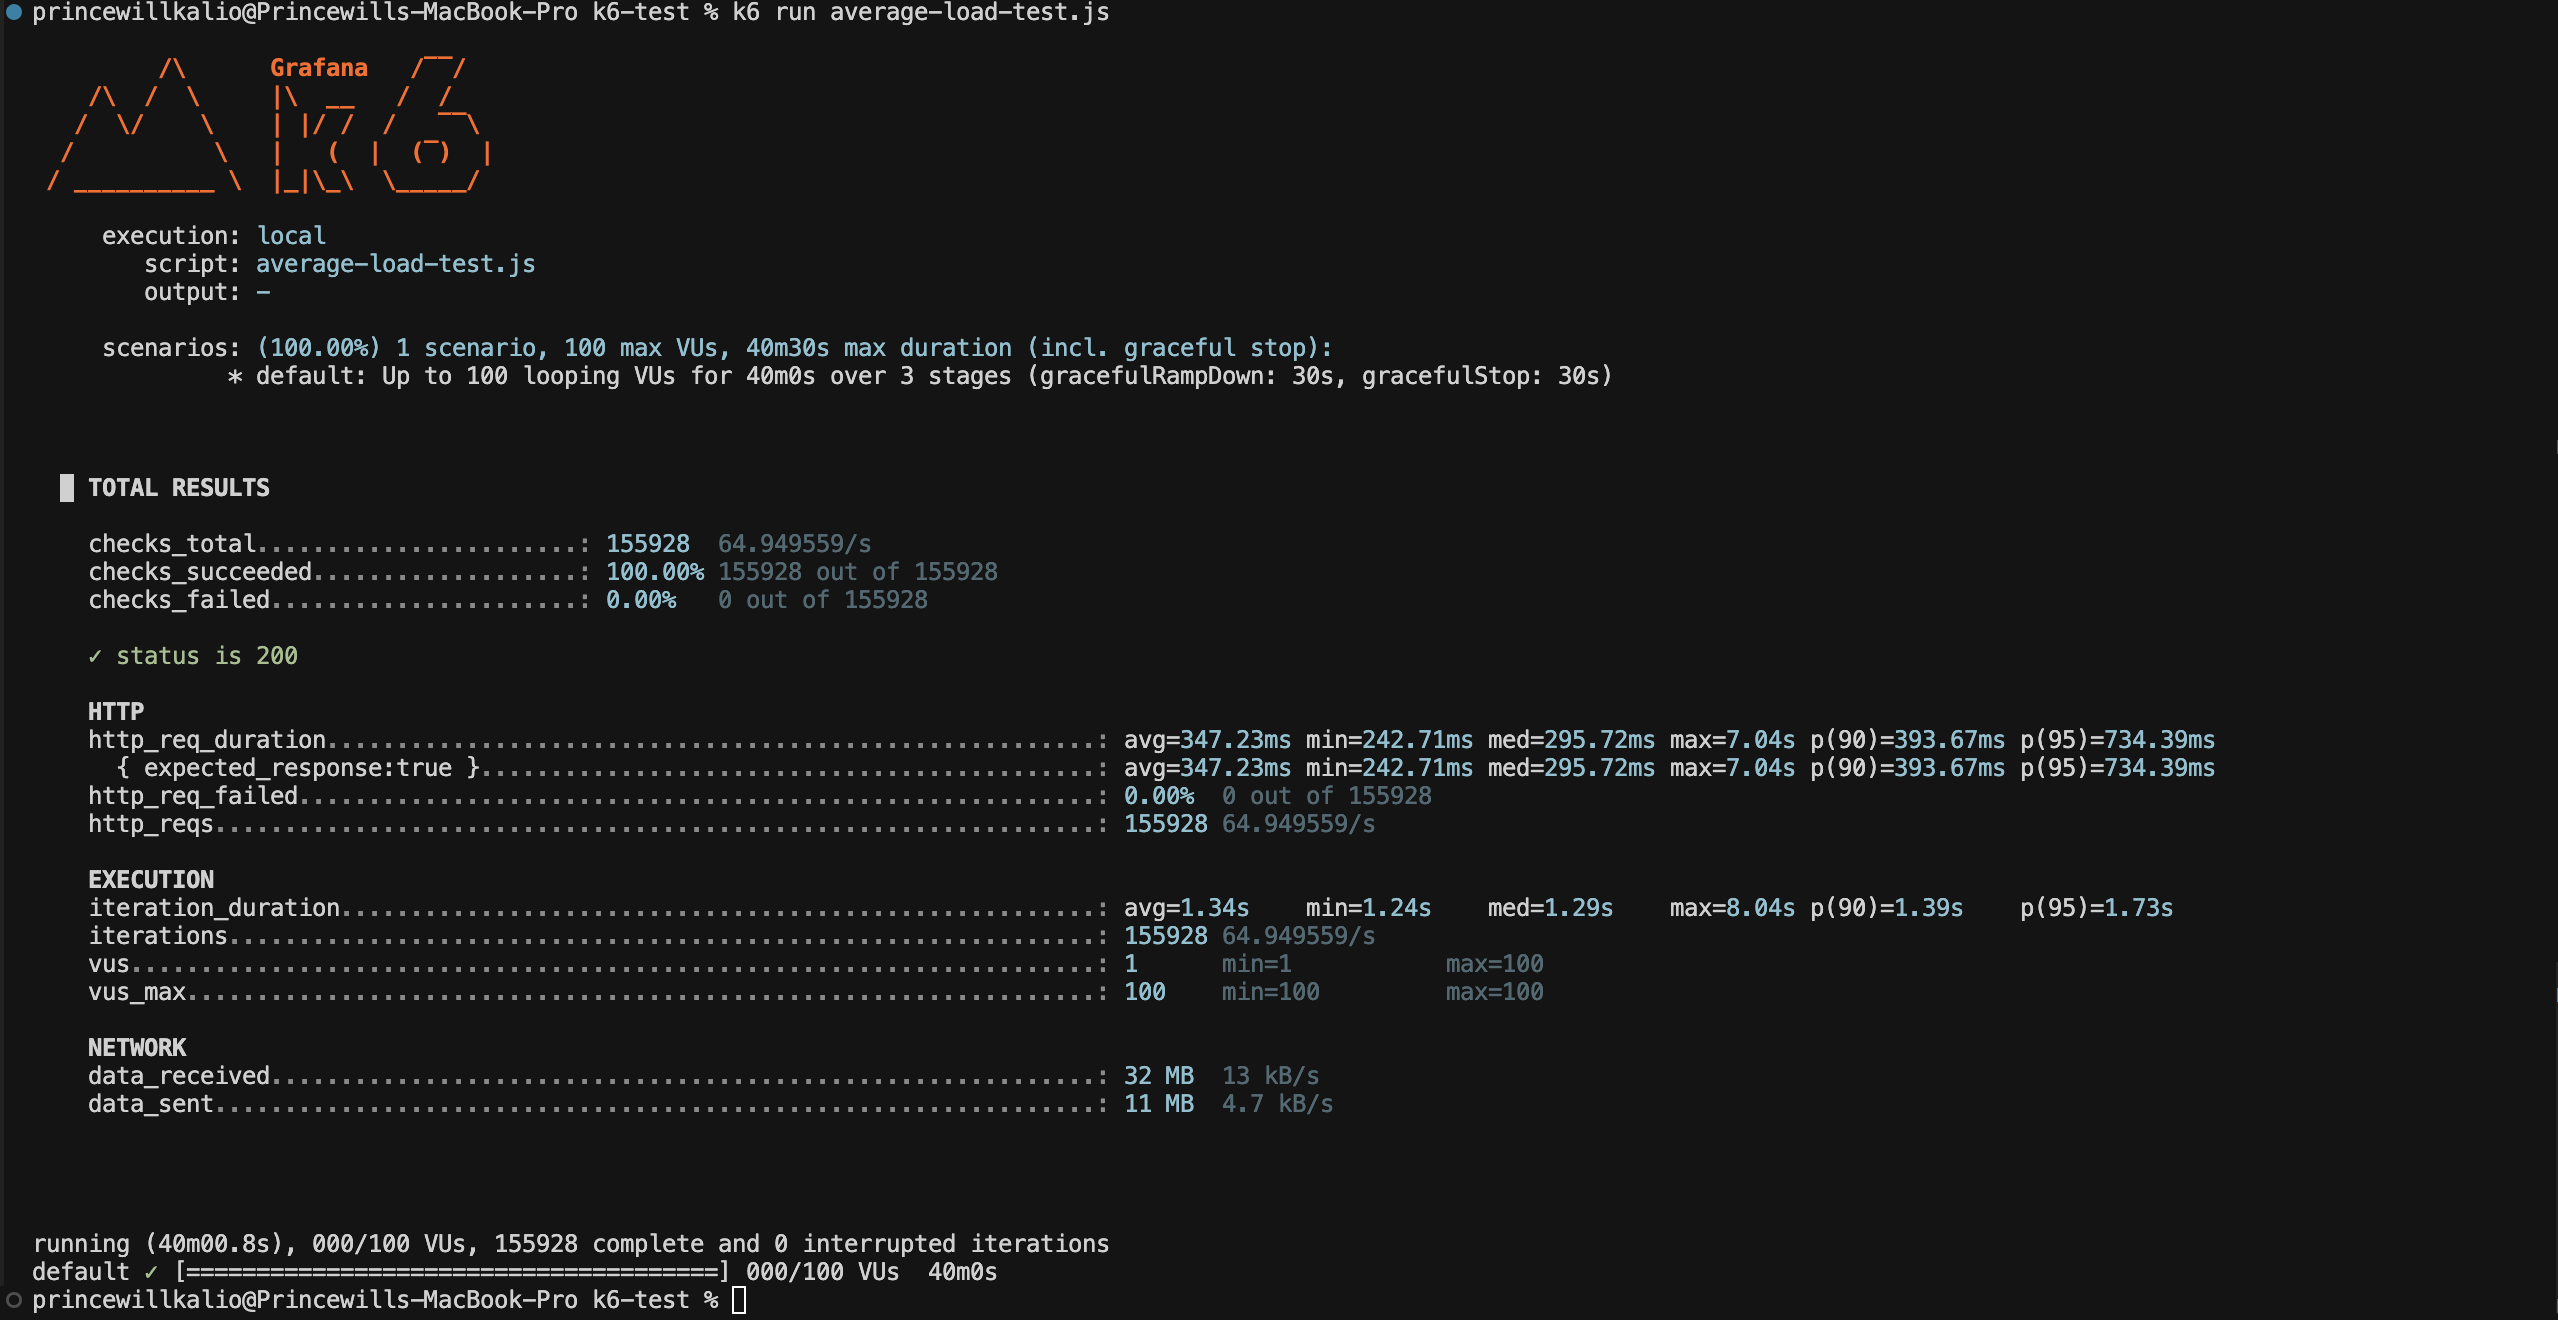 princewillkalio@Princewills-MacBook-Pro k6-test % k6 run average-load-test.js
Grafana
execution: local
script: average-load-test.js
output: -
scenarios: (100.00%) 1 scenario, 100 max VUs, 40m30s max duration (incl. graceful stop):
* default: Up to 100 looping VUs for 40m0s over 3 stages (gracefulRampDown: 30s, gracefulStop: 30s)
TOTAL RESULTS
checks_total.......................: 155928 64.949559/s
checks_succeeded...................: 100.00% 155928 out of 155928
checks_failed......................: 0.00% 0 out of 155928
✓ status is 200
HTTP
http_req_duration.......................................................: avg=347.23ms min=242.71ms med=295.72ms max=7.04s p(90)=393.67ms p(95)=734.39ms
{ expected_response:true }............................................: avg=347.23ms min=242.71ms med=295.72ms max=7.04s p(90)=393.67ms p(95)=734.39ms
http_req_failed.........................................................: 0.00% 0 out of 155928
http_reqs...............................................................: 155928 64.949559/s
EXECUTION
iteration_duration......................................................: avg=1.34s min=1.24s med=1.29s max=8.04s p(90)=1.39s p(95)=1.73s
iterations..............................................................: 155928 64.949559/s
vus.....................................................................: 1 min=1 max=100
vus_max.................................................................: 100 min=100 max=100
NETWORK
data_received...........................................................: 32 MB 13 kB/s
data_sent...............................................................: 11 MB 4.7 kB/s
running (40m00.8s), 000/100 VUs, 155928 complete and 0 interrupted iterations
default ✓ [======================================] 000/100 VUs 40m0s
princewillkalio@Princewills-MacBook-Pro k6-test %